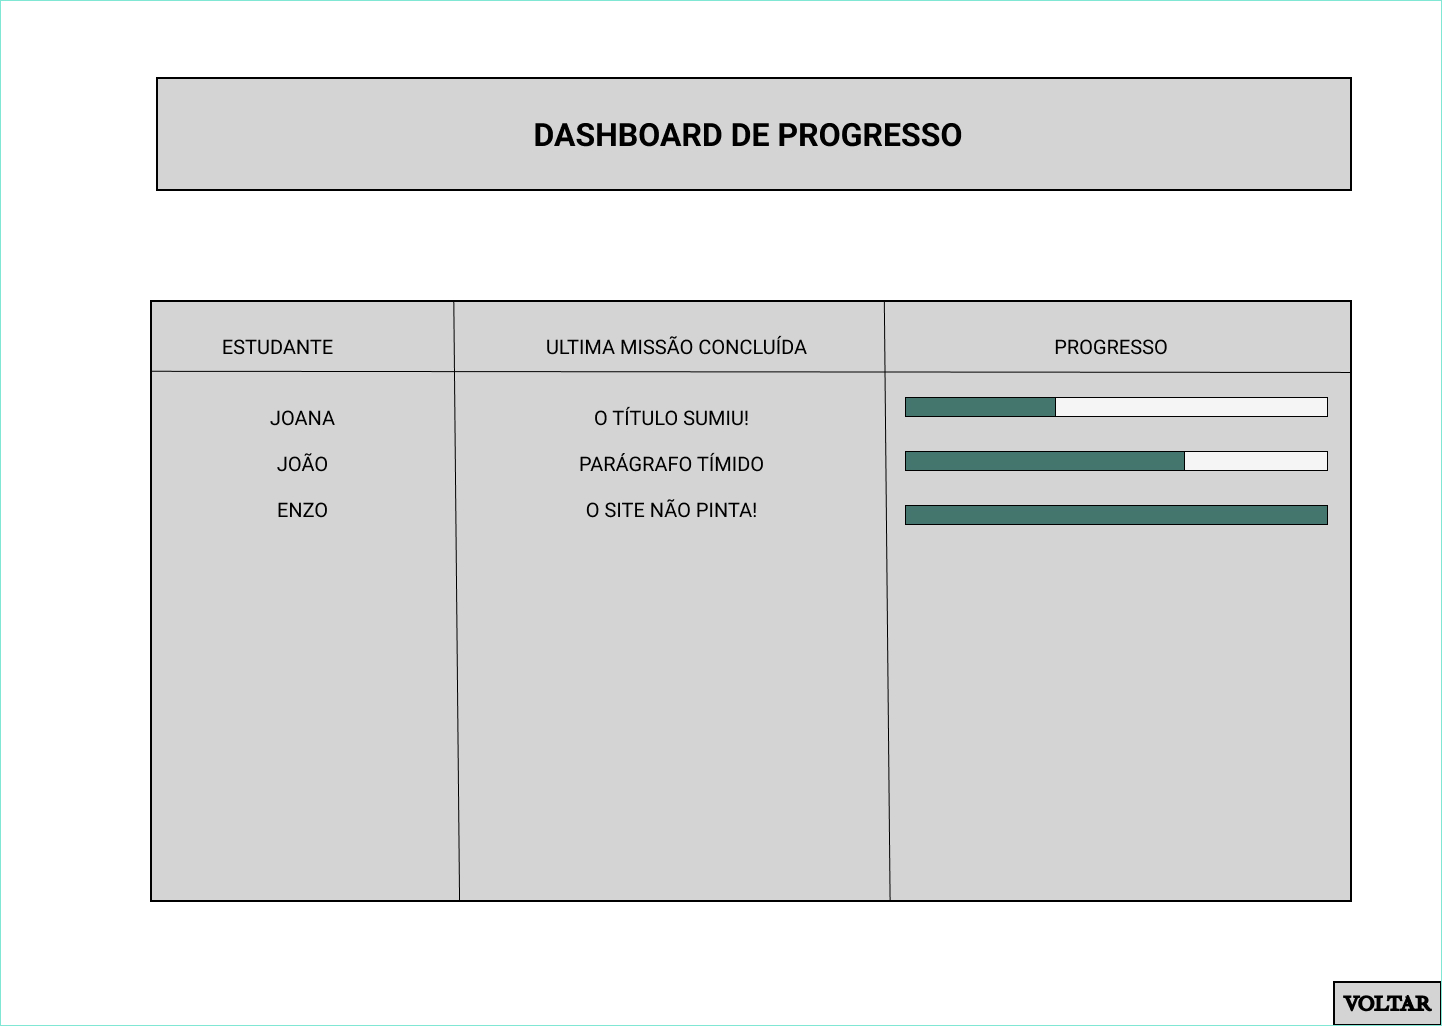 DASHBOARD DE PROGRESSO
ESTUDANTE ULTIMA MISSÃO CONCLUÍDA PROGRESSO
JOANA O TÍTULO SUMIU!
JOÃO PARÁGRAFO TÍMIDO
ENZO O SITE NÃO PINTA!
VOLTAR